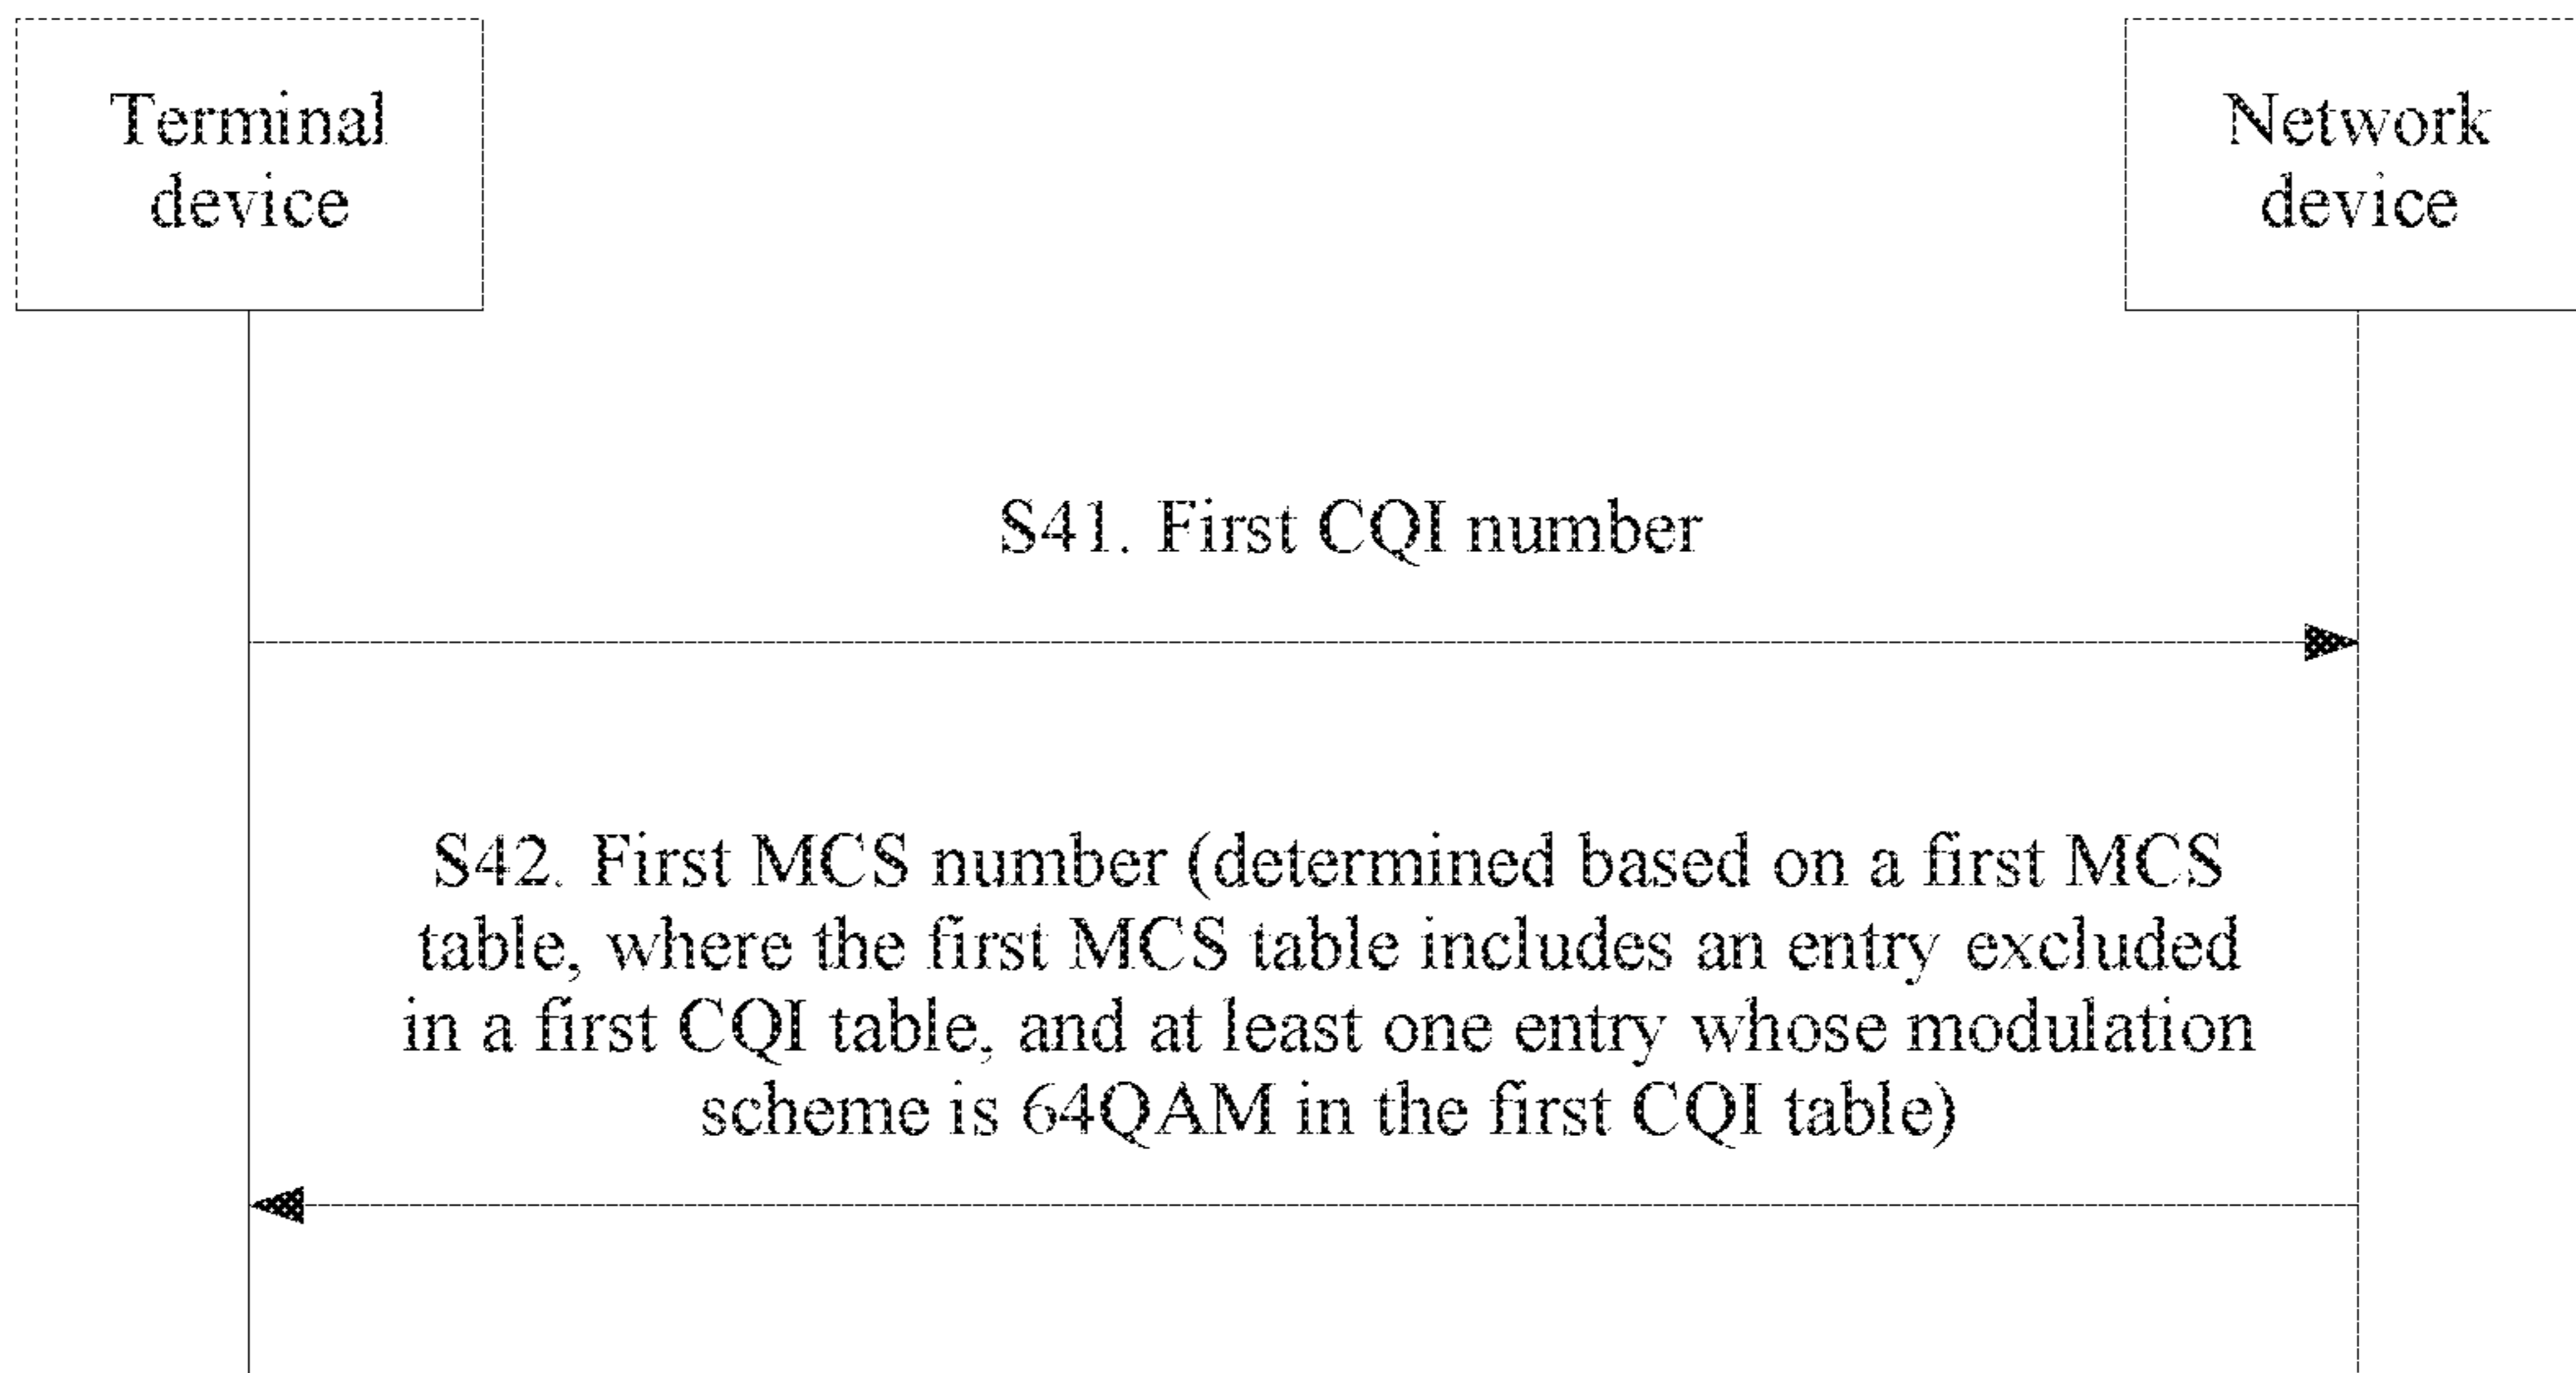 Terminal
device
Network
device
S41. First CQI number
S42. First MCS number (determined based on a first MCS
table, where the first MCS table includes an entry excluded
in a first CQI table, and at least one entry whose modulation
scheme is 64QAM in the first CQI table)